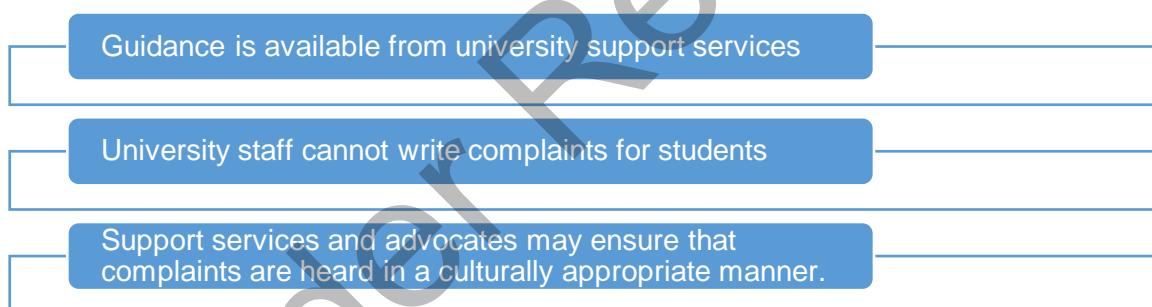 Guidance is available from university support services
University staff cannot write complaints for students
Support services and advocates may ensure that
complaints are heard in a culturally appropriate manner.